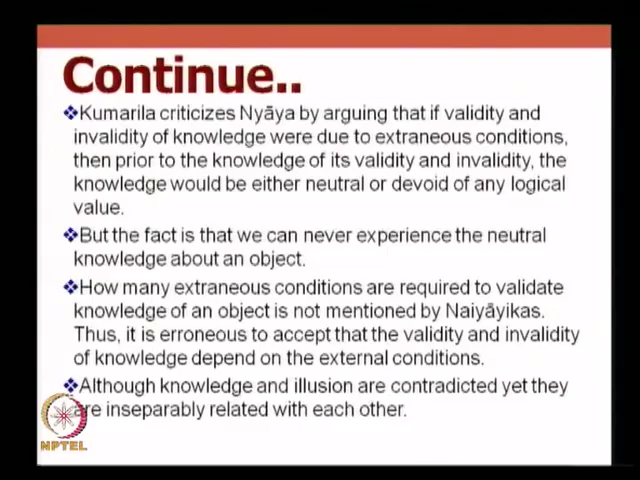 Continue..
❖Kumarila criticizes Nyāya by arguing that if validity and
invalidity of knowledge were due to extraneous conditions,
then prior to the knowledge of its validity and invalidity, the
knowledge would be either neutral or devoid of any logical
value.
❖But the fact is that we can never experience the neutral
knowledge about an object.
❖How many extraneous conditions are required to validate
knowledge of an object is not mentioned by Naiyāyikas.
Thus, it is erroneous to accept that the validity and invalidity
of knowledge depend on the external conditions.
❖Although knowledge and illusion are contradicted yet they
are inseparably related with each other.
NPTEL